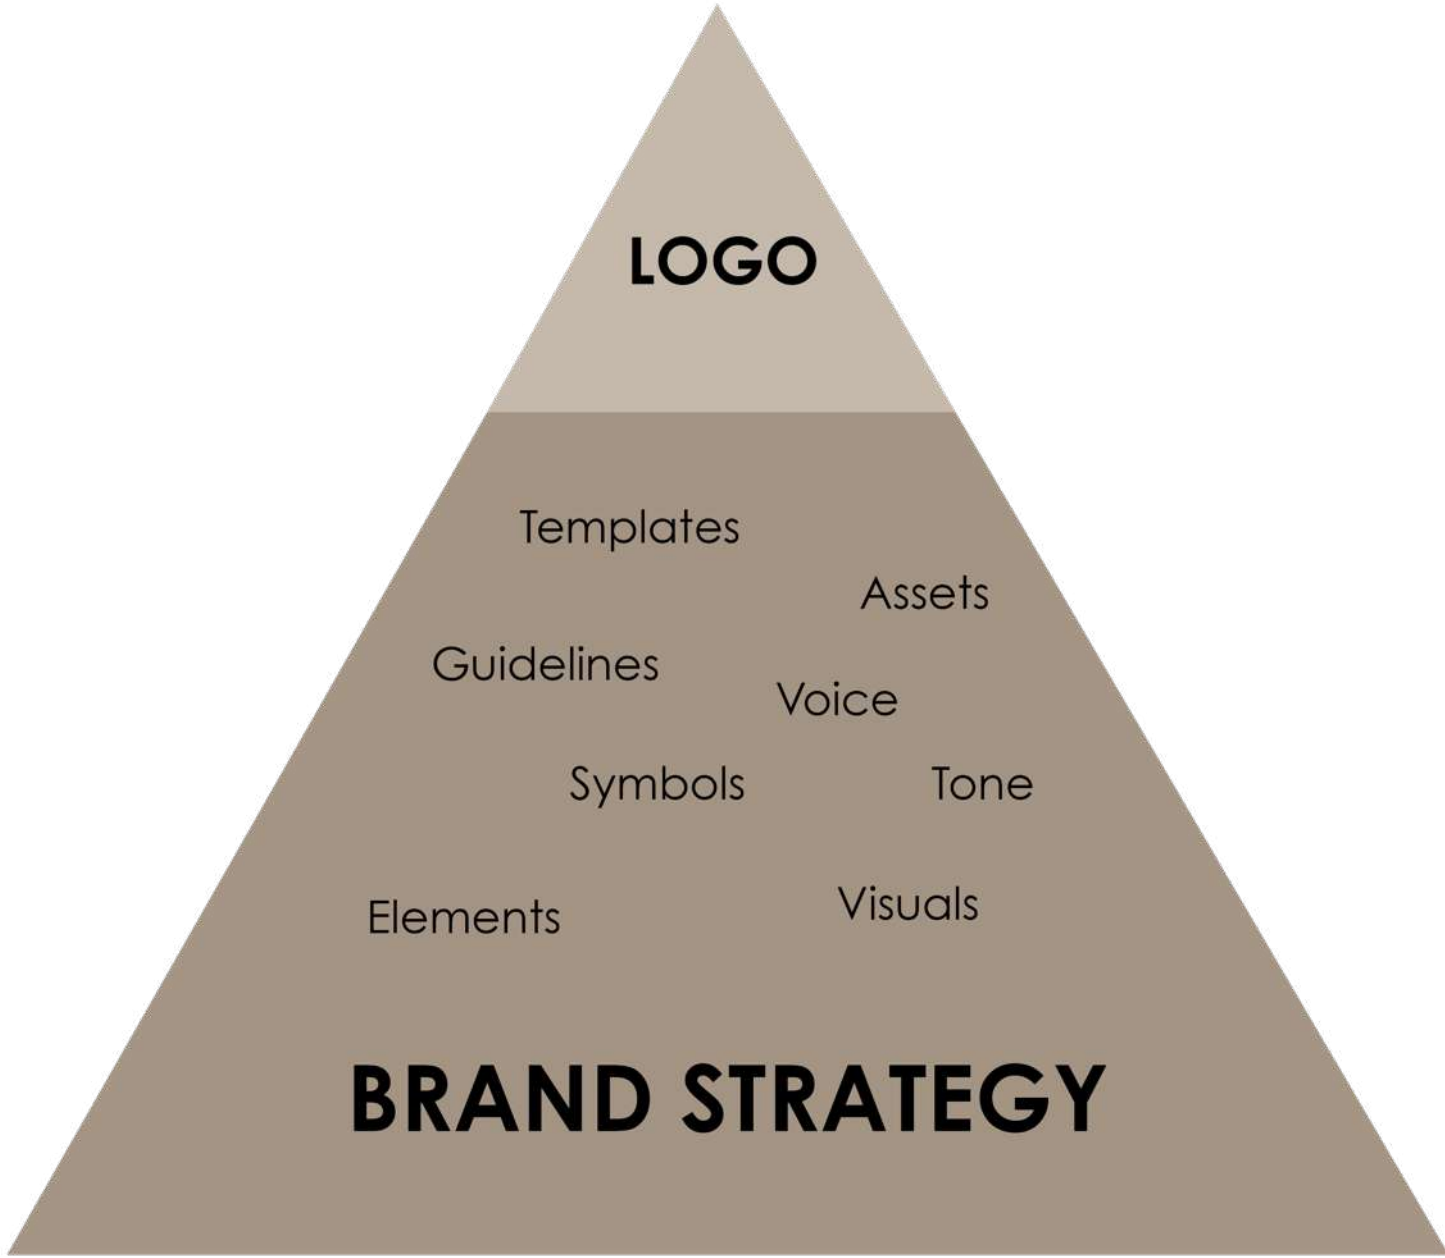 LOGO
Templates
Assets
Guidelines
Voice
Symbols
Tone
Elements
Visuals
BRAND STRATEGY